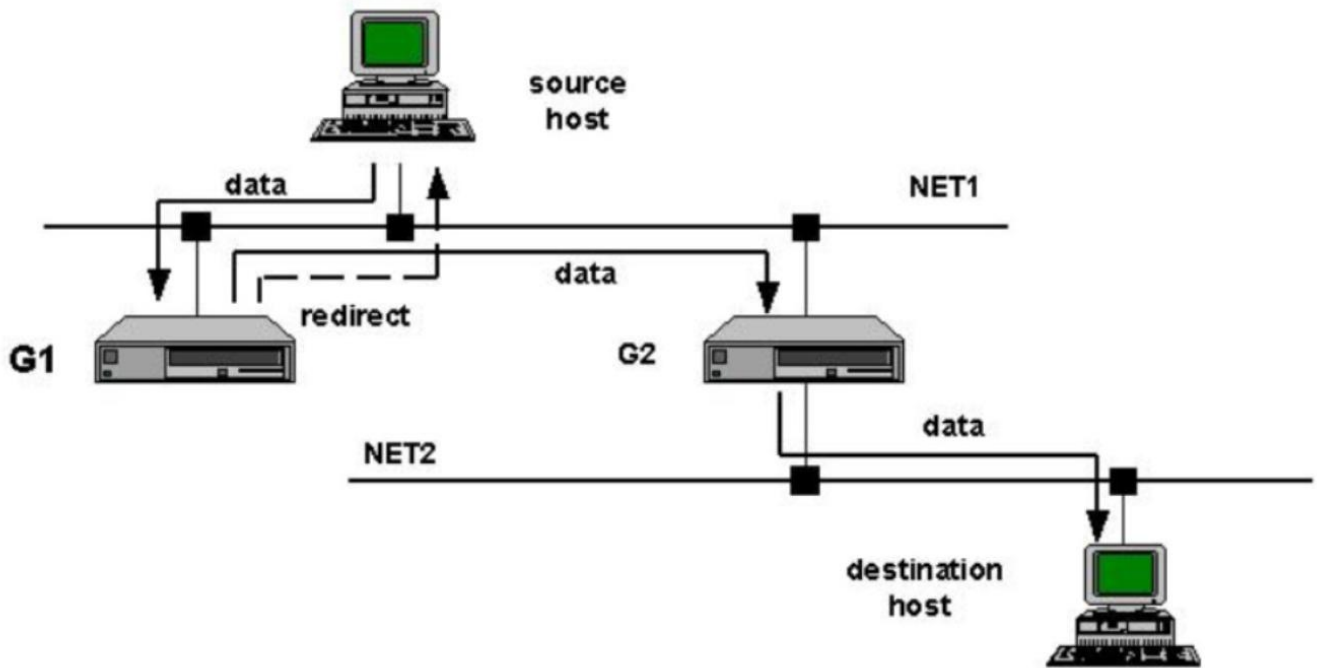 source
host
data
NET1
data
redirect
G1
G2
data
NET2
destination
host